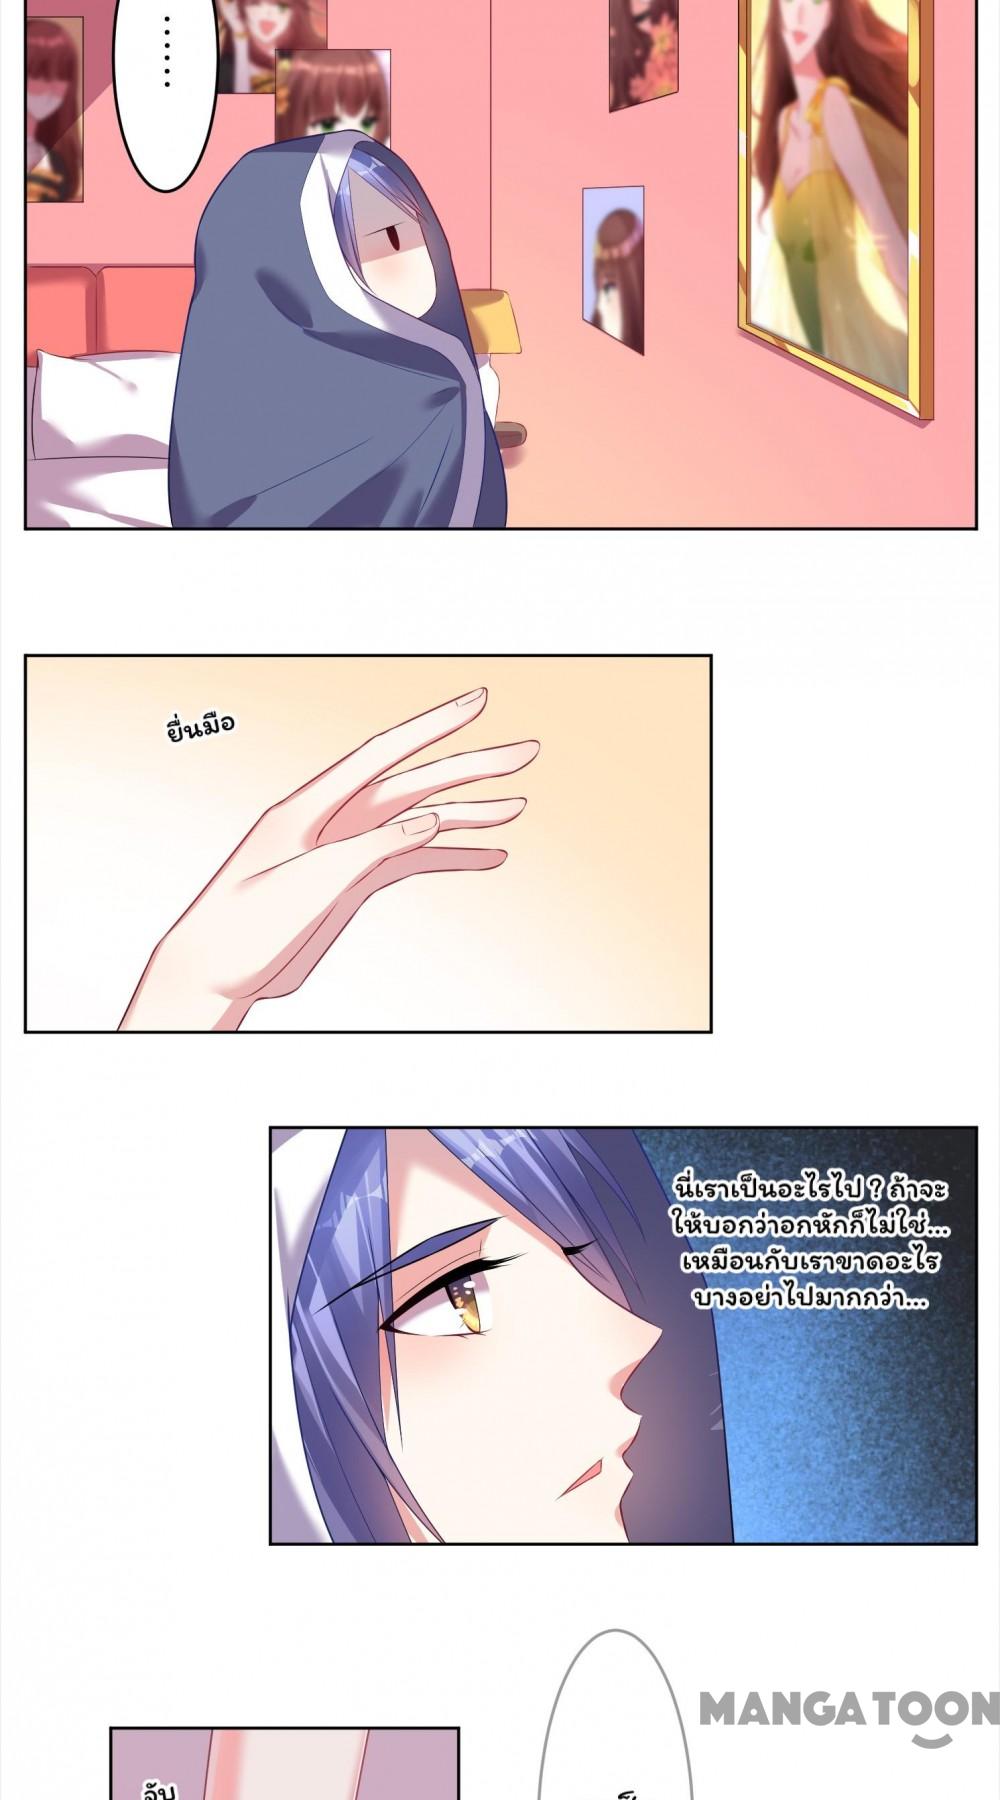 ......
ยื่นมือ
นี่เราเป็นอะไรไป ? ถ้าจะ
ให้บอกว่าอกหักก็ไม่ใช่...
เหมือนกับเราขาดอะไร
บางอย่าไปมากกว่า...
MANGATOON
จับ